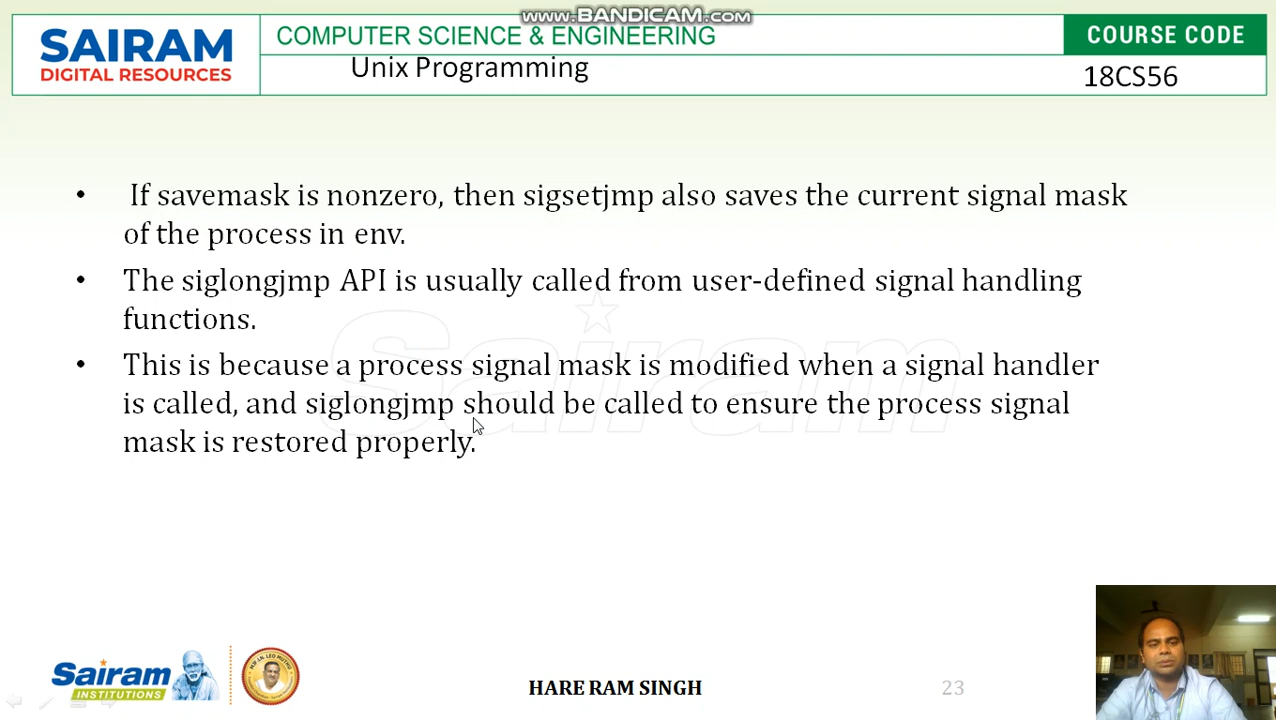 www.BANDICAM.com
SAIRAM
DIGITAL RESOURCES
COMPUTER SCIENCE & ENGINEERING
COURSE CODE
Unix Programming
18CS56
• If savemask is nonzero, then sigsetjmp also saves the current signal mask
of the process in env.
• The siglongjmp API is usually called from user-defined signal handling
functions.
• This is because a process signal mask is modified when a signal handler
is called, and siglongjmp should be called to ensure the process signal
mask is restored properly.
Sairam
Sairam
INSTITUTIONS
HARE RAM SINGH
23